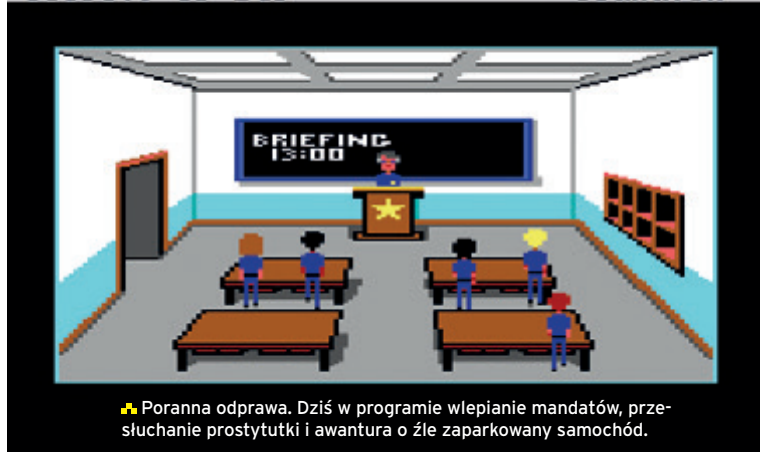 BRIEFING
13:00
Poranna odprawa. Dziś w programie wlepianie mandatów, prze-
słuchanie prostytutki i awantura o źle zaparkowany samochód.